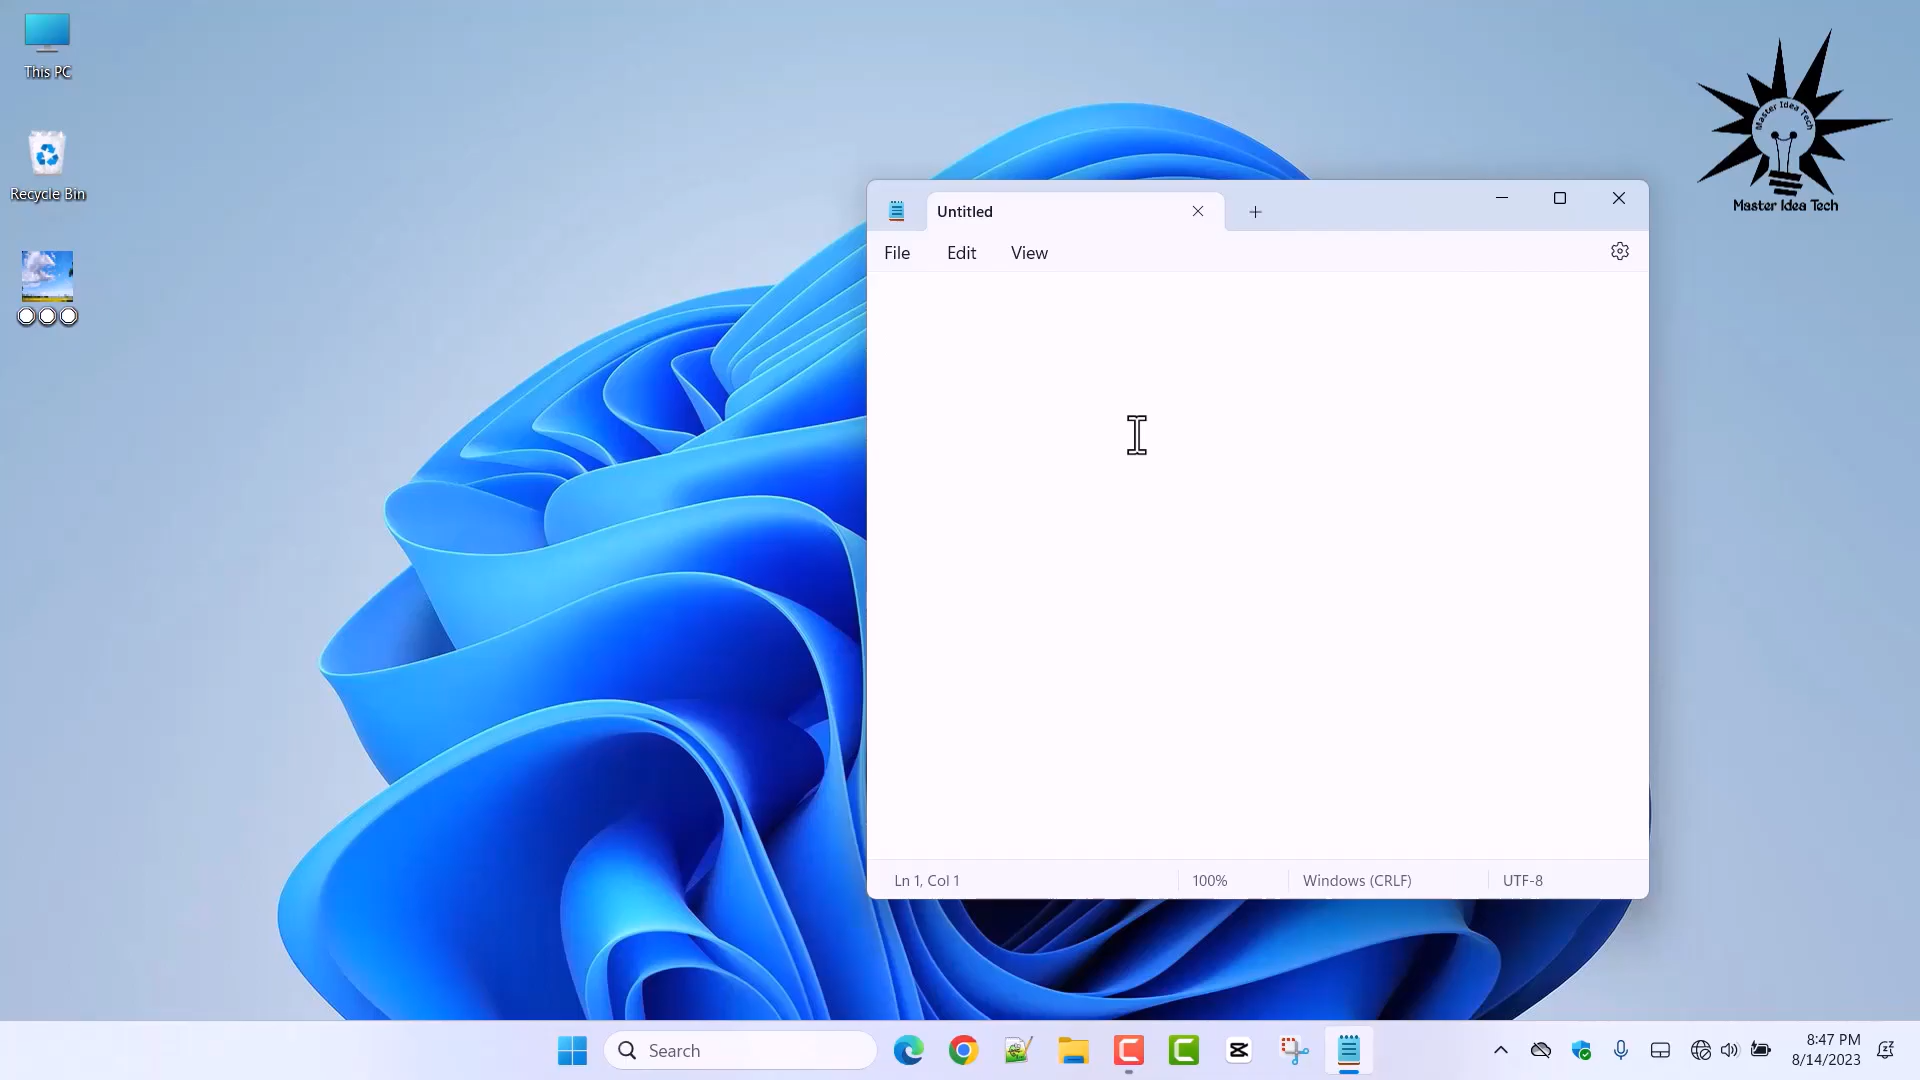 This PC
Recycle Bin
Master Idea Tech
Master Idea Tech
Untitled
File Edit View
Ln 1, Col 1 100% Windows (CRLF) UTF-8
Search
8:47 PM
8/14/2023